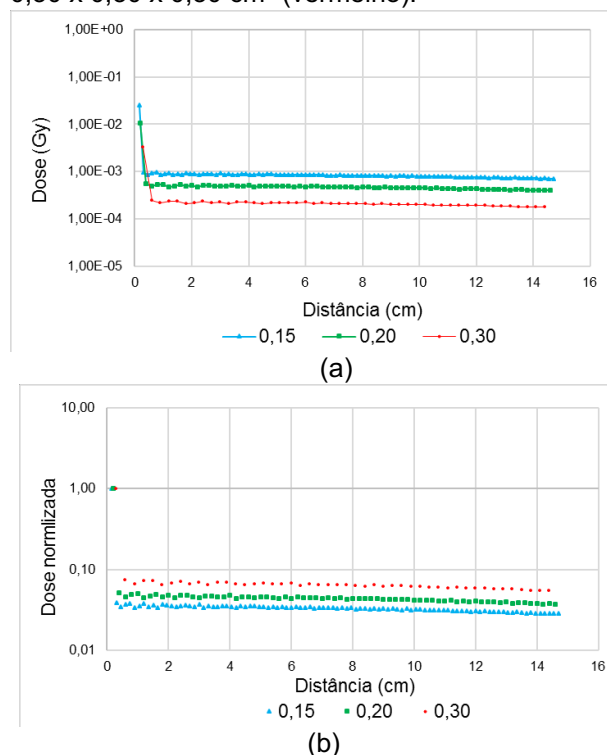 0,30 x 0,30 x 0,30 cm³ (vermelho).
1,00E+00
1,00E-01
1,00E-02
1,00E-03
1,00E-04
1,00E-05
Dose (Gy)
0 2 4 6 8 10 12 14 16
Distância (cm)
0,15 0,20 0,30
(a)
10,00
1,00
0,10
0,01
Dose normlizada
0 2 4 6 8 10 12 14 16
Distância (cm)
0,15 0,20 0,30
(b)